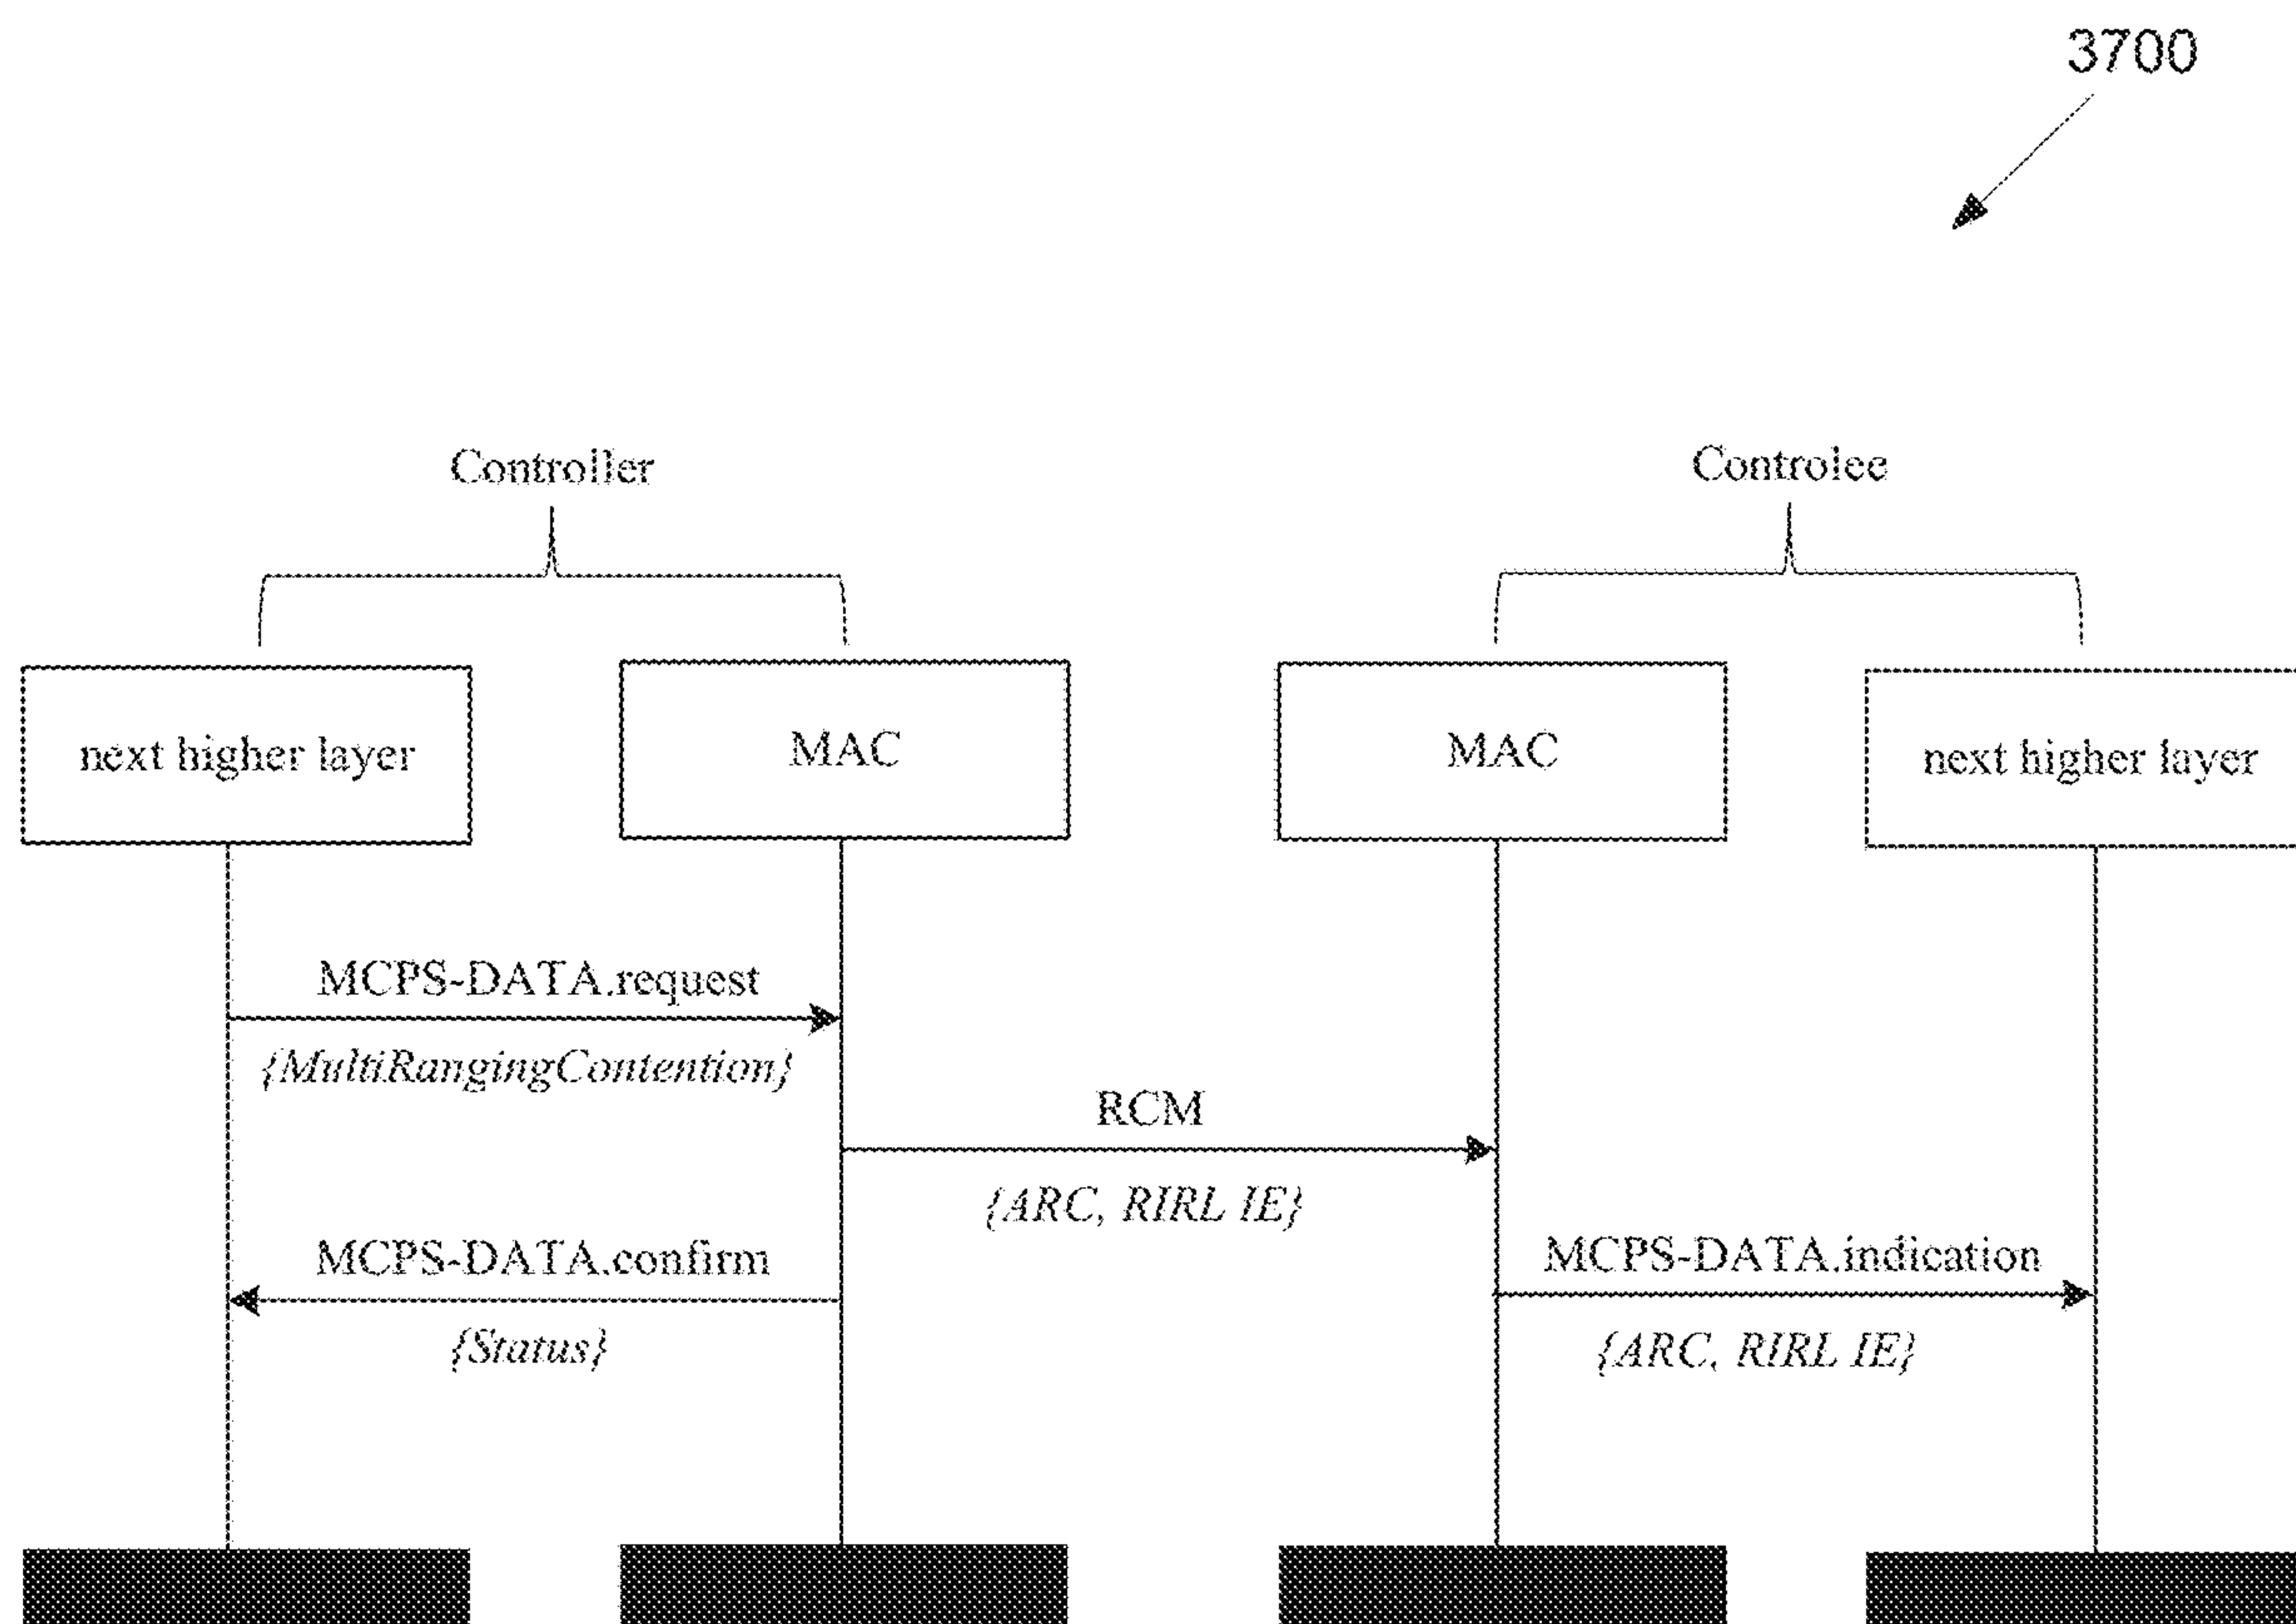 3700
Controller
Controlee
next higher layer
MAC
MAC
next higher layer
MCPS-DATA.request
{MultiRangingContention}
RCM
{ARC, RIRL IE}
MCPS-DATA.confirm
{Status}
MCPS-DATA.indication
{ARC, RIRL IE}